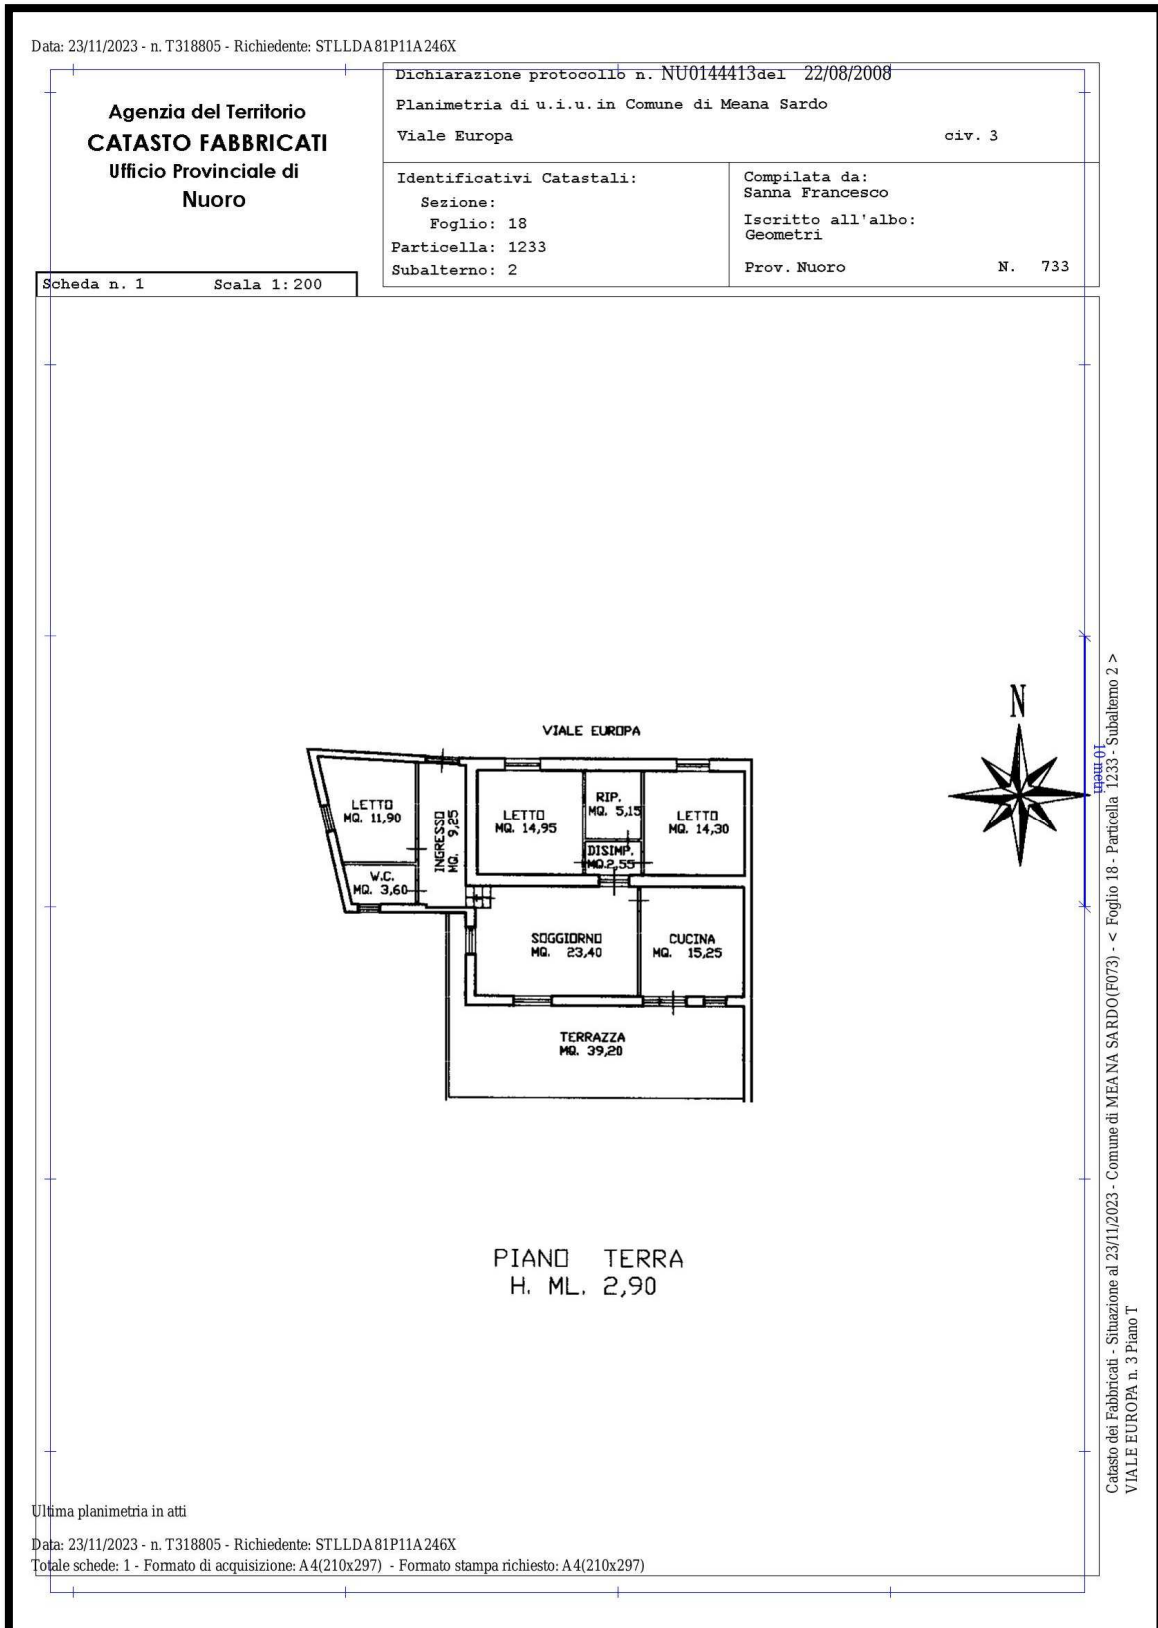 Data: 23/11/2023 - n. T318805 - Richiedente: STLLDA81P11A246X
Agenzia del Territorio
CATASTO FABBRICATI
Ufficio Provinciale di
Nuoro
Dichiarazione protocollo n. NU0144413 del 22/08/2008
Planimetria di u.i.u. in Comune di Meana Sardo
Viale Europa civ. 3
Identificativi Catastali:
Sezione:
Foglio: 18
Particella: 1233
Subalterno: 2
Compilata da:
Sanna Francesco
Iscritto all'albo:
Geometri
Prov. Nuoro N. 733
Scheda n. 1 Scala 1:200
N
10 metri
VIALE EUROPA
LETTO
MQ. 11,90
INGRESSO
MQ. 9,25
LETTO
MQ. 14,95
RIP.
MQ. 5,15
LETTO
MQ. 14,30
DISIMP.
MQ.2,55
W.C.
MQ. 3,60
SOGGIORNO
MQ. 23,40
CUCINA
MQ. 15,25
TERRAZZA
MQ. 39,20
PIANO TERRA
H. ML. 2,90
Catasto dei Fabbricati - Situazione al 23/11/2023 - Comune di MEANA SARDO(F073) - < Foglio 18 - Particella 1233 - Subalterno 2 >
VIALE EUROPA n. 3 Piano T
Ultima planimetria in atti
Data: 23/11/2023 - n. T318805 - Richiedente: STLLDA81P11A246X
Totale schede: 1 - Formato di acquisizione: A4(210x297) - Formato stampa richiesto: A4(210x297)